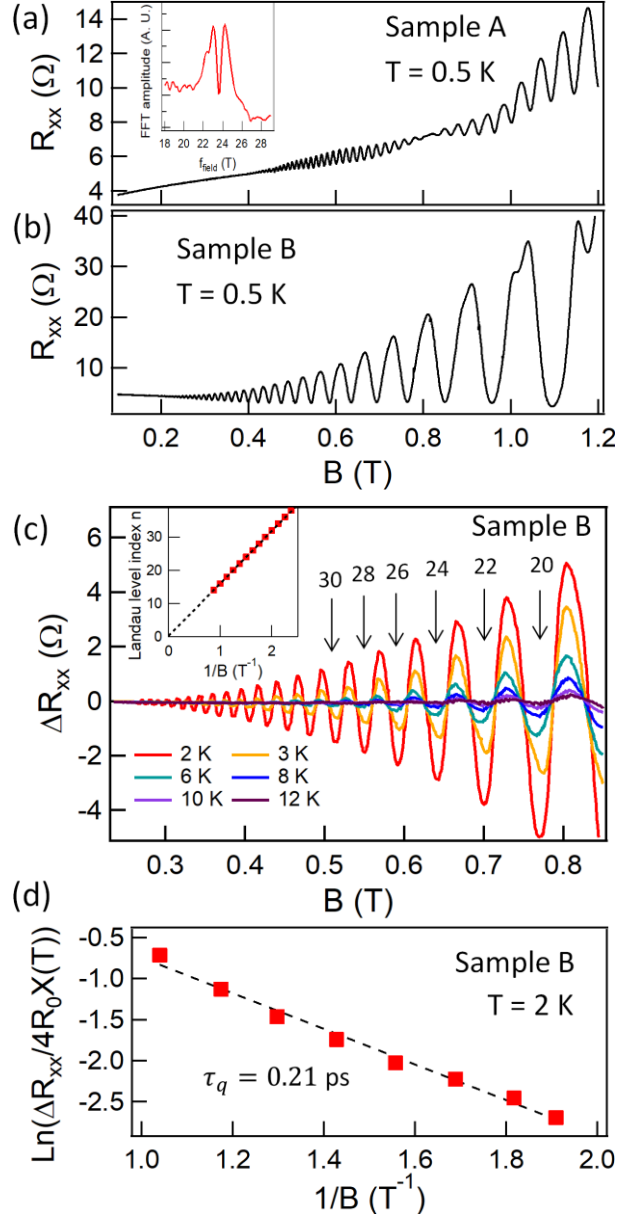 (a)
Sample A
T = 0.5 K
R_xx (Ω)
14
12
10
8
6
4
FFT amplitude (A. U.)
18 20 22 24 26 28
f_field (T)
(b)
Sample B
T = 0.5 K
R_xx (Ω)
40
30
20
10
0.2 0.4 0.6 0.8 1.0 1.2
B (T)
(c)
Sample B
ΔR_xx (Ω)
6
4
2
0
-2
-4
Landau level index n
30
20
10
0
0 1 2
1/B (T⁻¹)
30 28 26 24 22 20
2 K 3 K
6 K 8 K
10 K 12 K
0.3 0.4 0.5 0.6 0.7 0.8
B (T)
(d)
Sample B
T = 2 K
Ln(ΔR_xx/4R_0X(T))
-0.5
-1.0
-1.5
-2.0
-2.5
τ_q = 0.21 ps
1.0 1.2 1.4 1.6 1.8 2.0
1/B (T⁻¹)